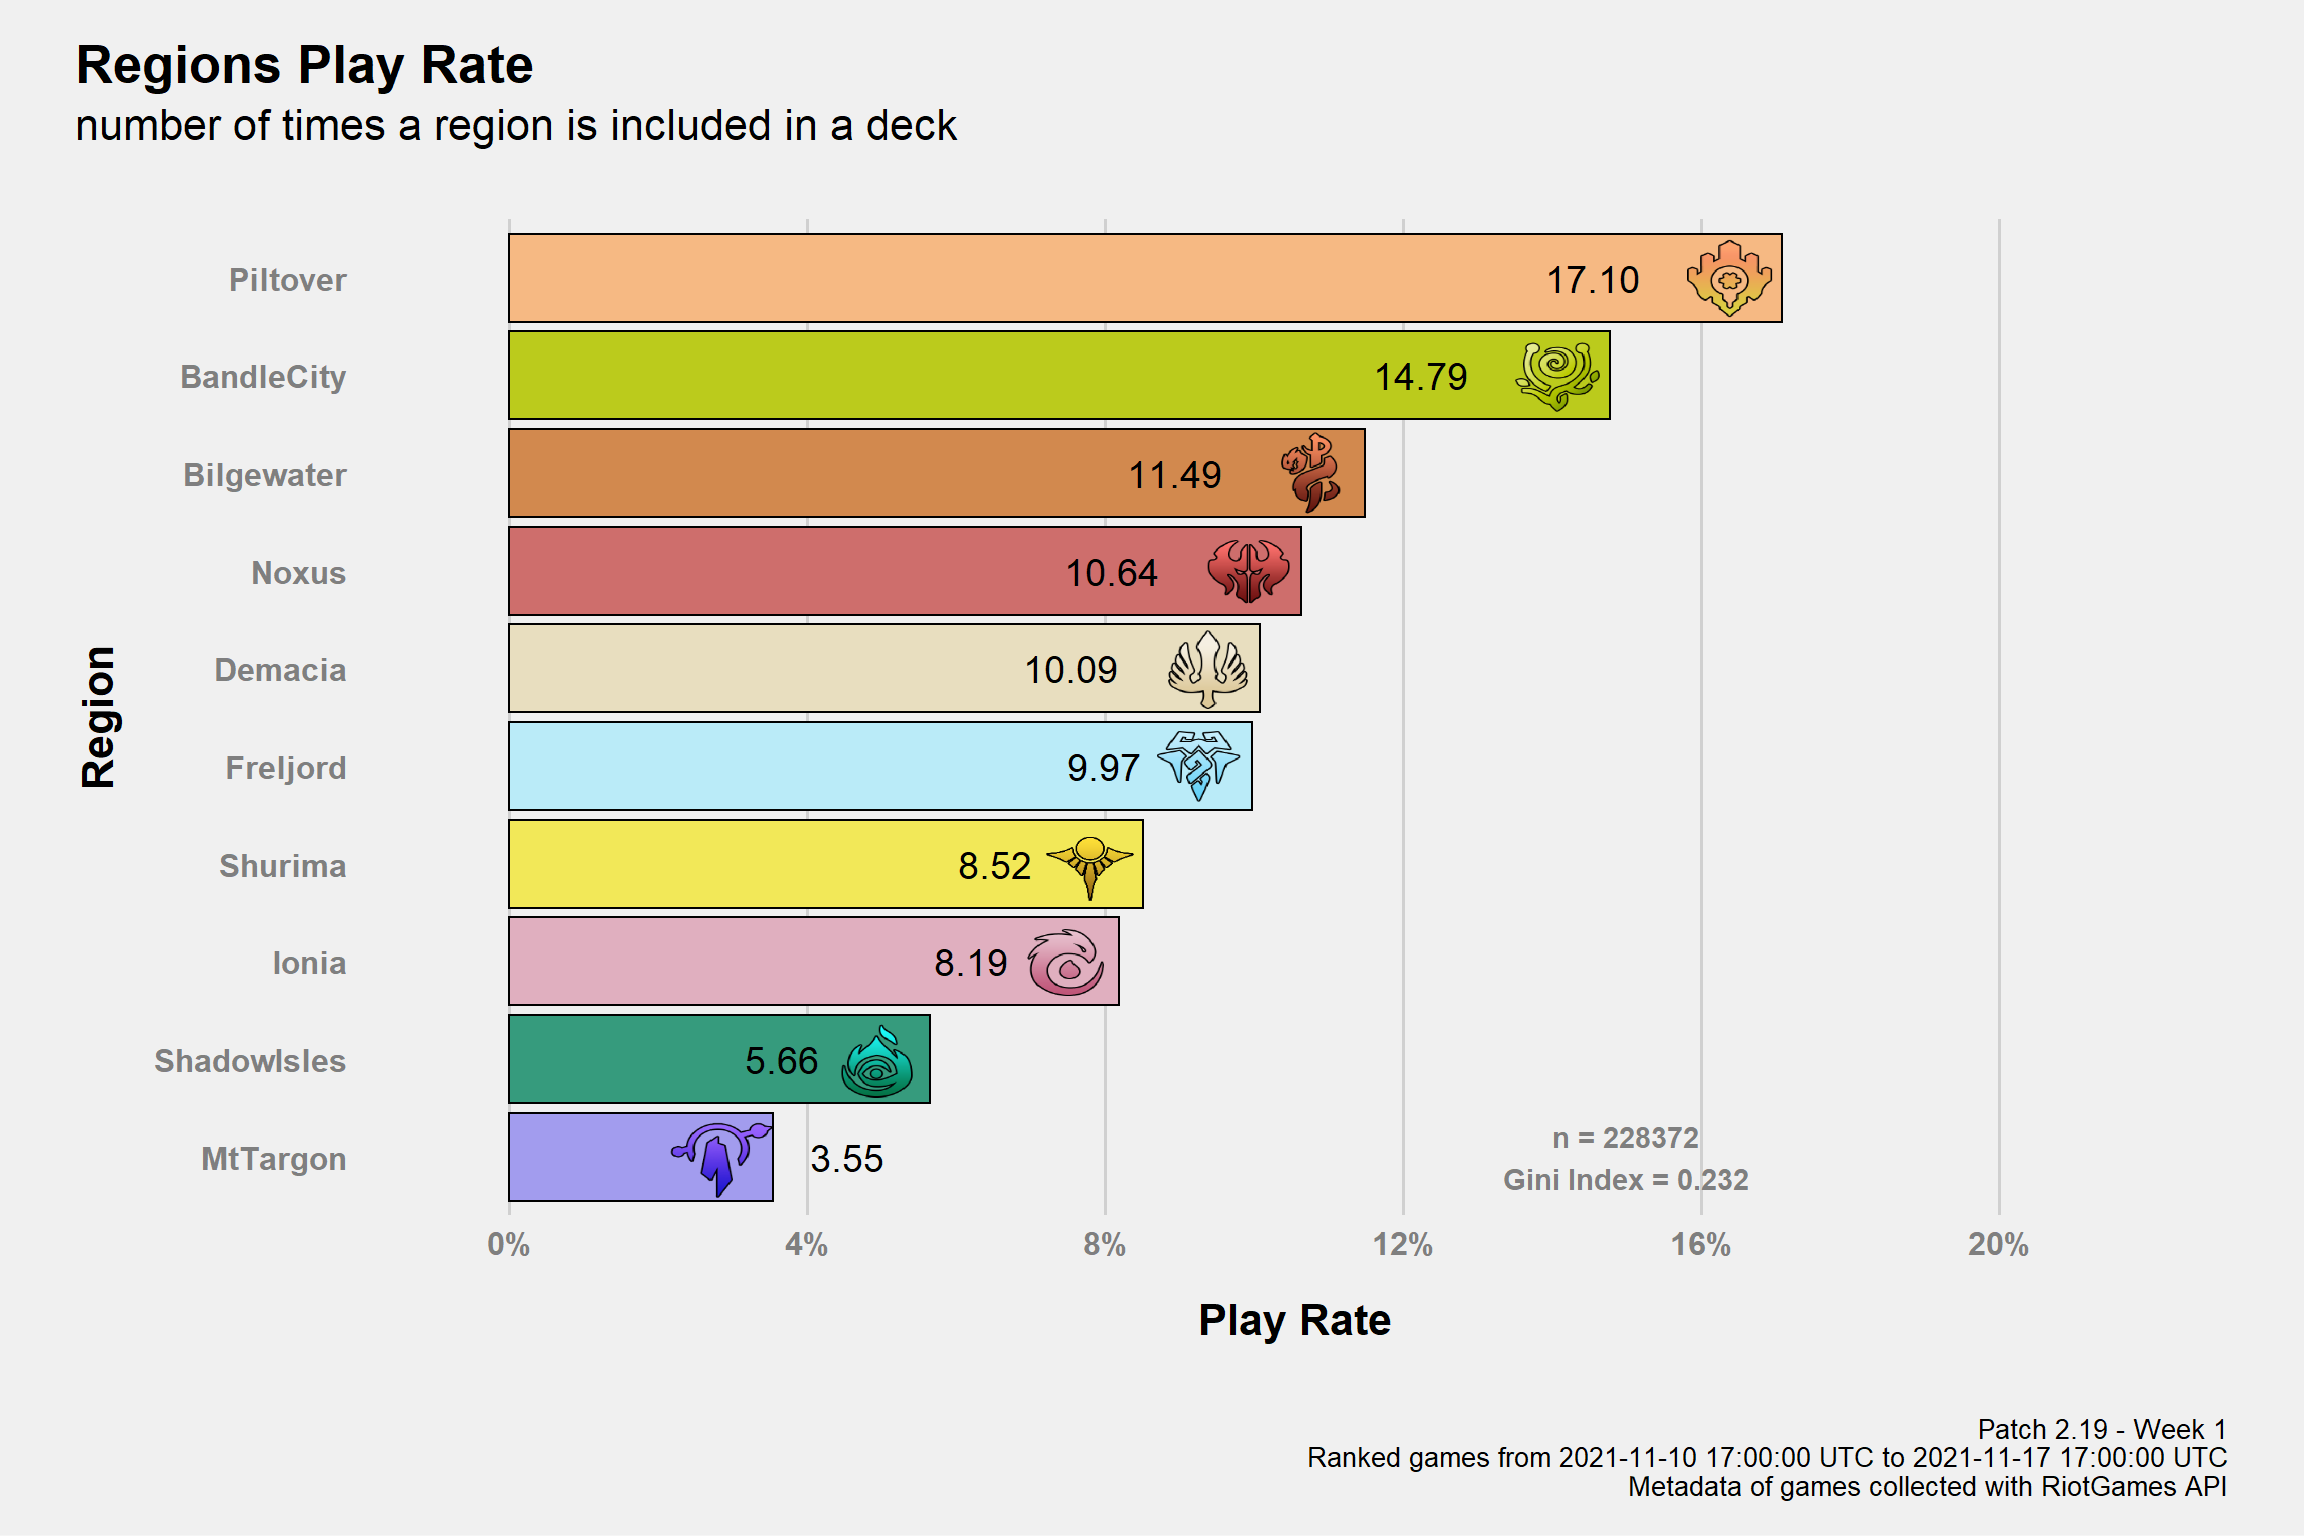 Regions Play Rate
number of times a region is included in a deck
Region
Piltover
17.10
BandleCity
14.79
Bilgewater
11.49
Noxus
10.64
Demacia
10.09
Freljord
9.97
Shurima
8.52
Ionia
8.19
ShadowIsles
5.66
MtTargon
3.55
n = 228372
Gini Index = 0.232
0% 4% 8% 12% 16% 20%
Play Rate
Patch 2.19 - Week 1
Ranked games from 2021-11-10 17:00:00 UTC to 2021-11-17 17:00:00 UTC
Metadata of games collected with RiotGames API